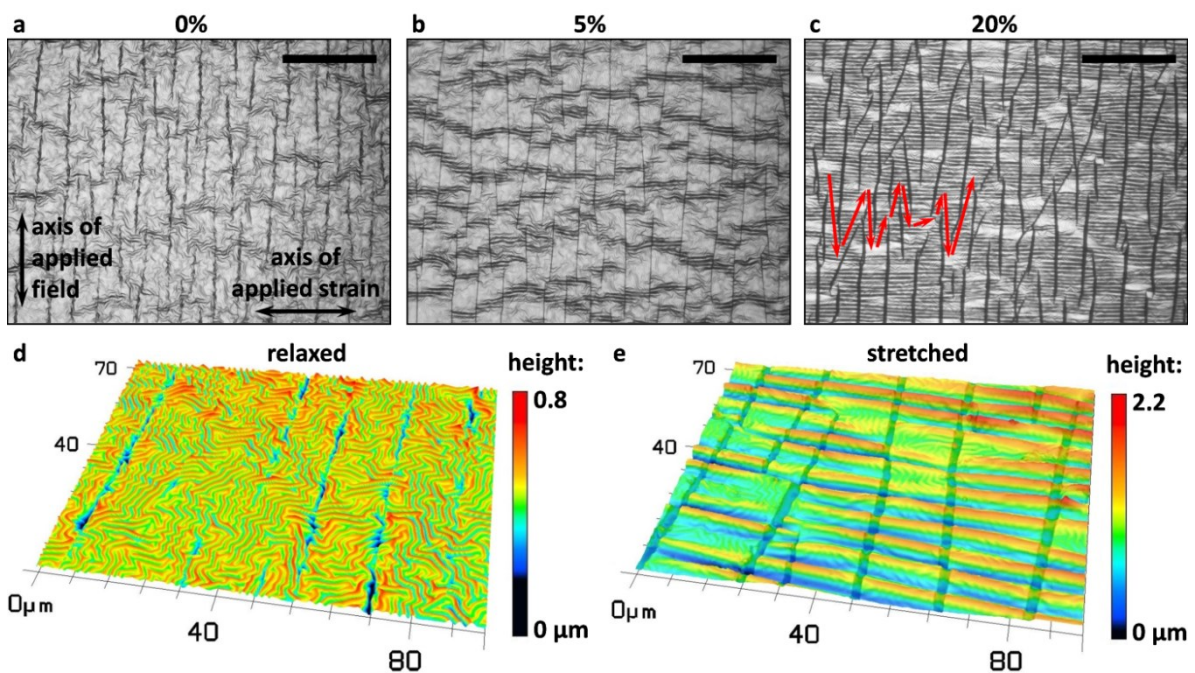 a 0%
b 5%
c 20%
axis of
applied
field
axis of
applied strain
d relaxed
height:
70
0.8
40
0µm
40
80
0 µm
e stretched
height:
70
2.2
40
0µm
40
80
0 µm